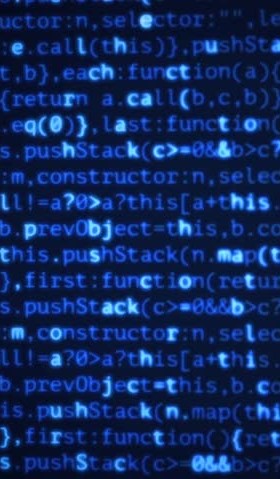 uctor:n,selector:"",l
:e.call(this)},pushSta
t,b},each:function(a){
{return a.call(b,c,b)}
.eq(0)},last:function
s.pushStack(c>=0&&b>c?
:m,constructor:n,selec
ll!=a?0>a?this[a+this.
b.prevObject=this,b.co
this.pushStack(n.map(t
},first:function(retur
s.pushStack(c>=0&&b>c?
:m,constructor:n,selec
ll!=a?0>a?this[a+this.
b.prevObject=this,b.c
is.pushStack(n.map(thi
},first:function(){ret
s.pushStack(c>=0&&b>c?